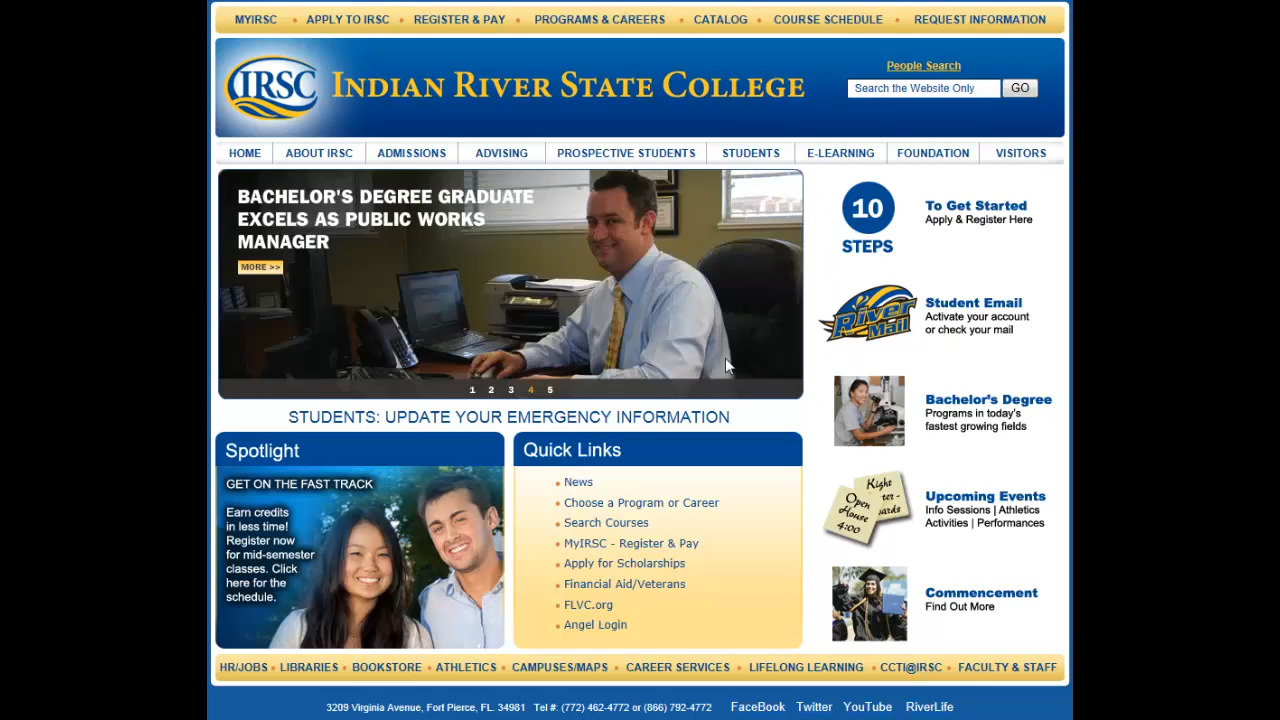 MYIRSC • APPLY TO IRSC • REGISTER & PAY • PROGRAMS & CAREERS • CATALOG • COURSE SCHEDULE • REQUEST INFORMATION
IRSC INDIAN RIVER STATE COLLEGE
People Search
Search the Website Only GO
HOME ABOUT IRSC ADMISSIONS ADVISING PROSPECTIVE STUDENTS STUDENTS E-LEARNING FOUNDATION VISITORS
BACHELOR'S DEGREE GRADUATE
EXCELS AS PUBLIC WORKS
MANAGER
MORE >>
1 2 3 4 5
10
STEPS
To Get Started
Apply & Register Here
River
Mail
Student Email
Activate your account
or check your mail
Bachelor's Degree
Programs in today's
fastest growing fields
Open
House
4:00
Upcoming Events
Info Sessions | Athletics
Activities | Performances
Commencement
Find Out More
STUDENTS: UPDATE YOUR EMERGENCY INFORMATION
Spotlight
GET ON THE FAST TRACK
Earn credits
in less time!
Register now
for mid-semester
classes. Click
here for the
schedule.
Quick Links
• News
• Choose a Program or Career
• Search Courses
• MyIRSC - Register & Pay
• Apply for Scholarships
• Financial Aid/Veterans
• FLVC.org
• Angel Login
HR/JOBS • LIBRARIES • BOOKSTORE • ATHLETICS • CAMPUSES/MAPS • CAREER SERVICES • LIFELONG LEARNING • CCTI@IRSC • FACULTY & STAFF
3209 Virginia Avenue, Fort Pierce, FL. 34981 Tel #: (772) 462-4772 or (866) 792-4772 FaceBook Twitter YouTube RiverLife